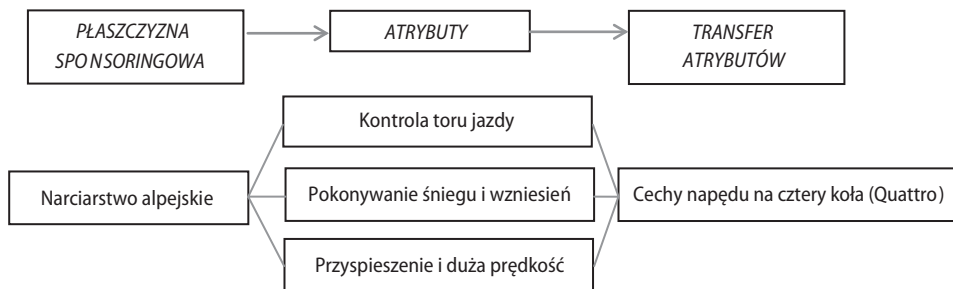 PŁASZCZYZNA
SPONSORINGOWA
ATRYBUTY
TRANSFER
ATRYBUTÓW
Kontrola toru jazdy
Narciarstwo alpejskie
Pokonywanie śniegu i wzniesień
Cechy napędu na cztery koła (Quattro)
Przyspieszenie i duża prędkość